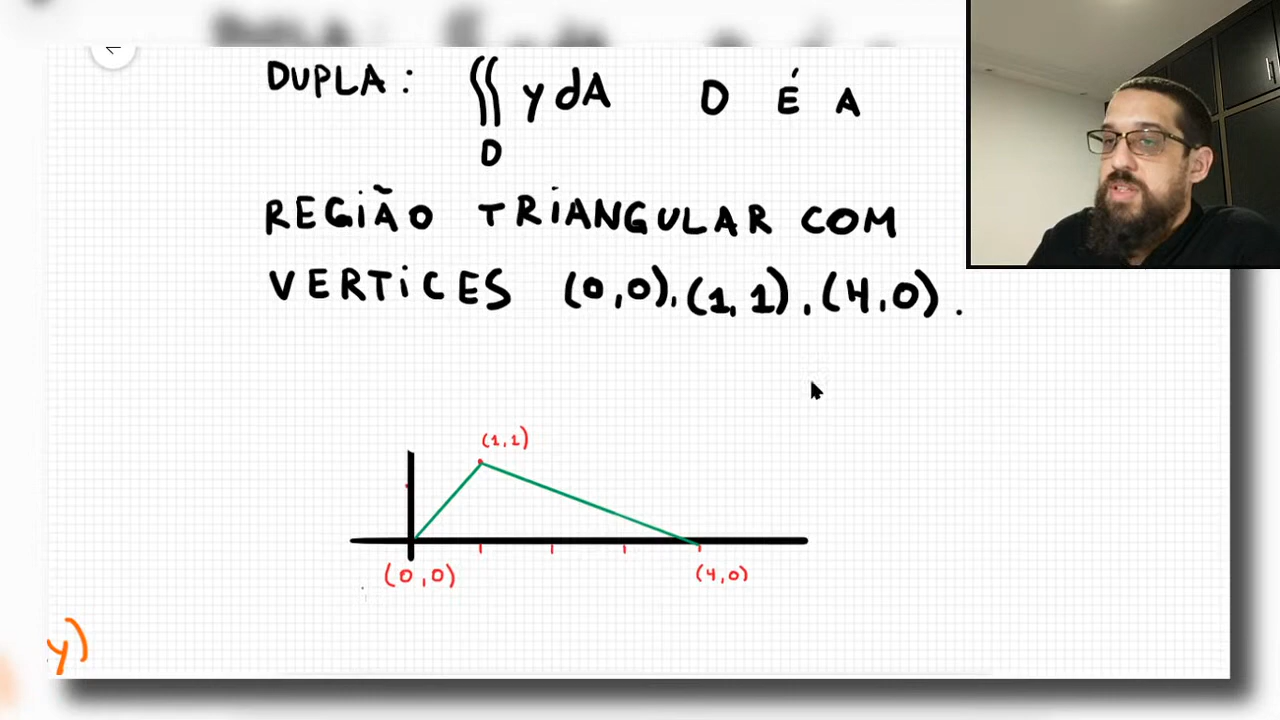 DUPLA: ∬ y dA D É A
D
REGIÃO TRIANGULAR COM
VERTICES (0,0), (1,1), (4,0).
(1,1)
(0,0)
(4,0)
y)